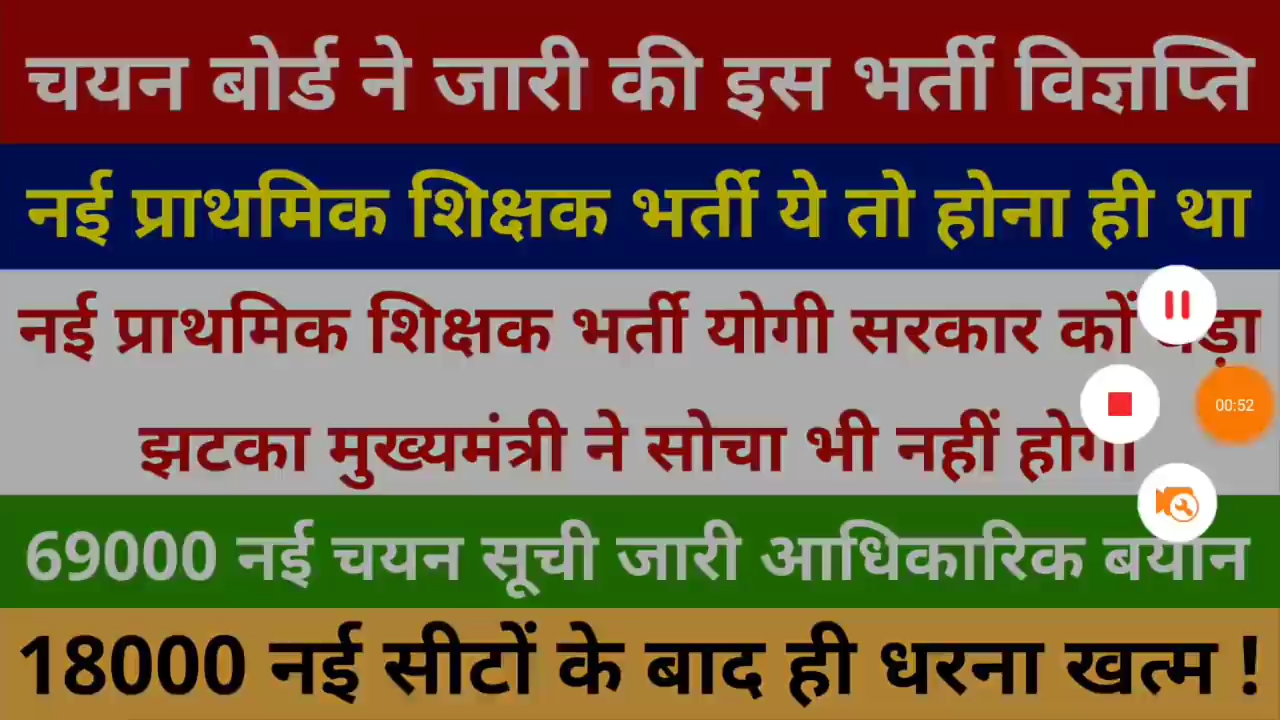 चयन बोर्ड ने जारी की इस भर्ती विज्ञप्ति
नई प्राथमिक शिक्षक भर्ती ये तो होना ही था
नई प्राथमिक शिक्षक भर्ती योगी सरकार कों
झटका मुख्यमंत्री ने सोचा भी नहीं होगा
00:52
69000 नई चयन सूची जारी आधिकारिक बयान
18000 नई सीटों के बाद ही धरना खत्म !